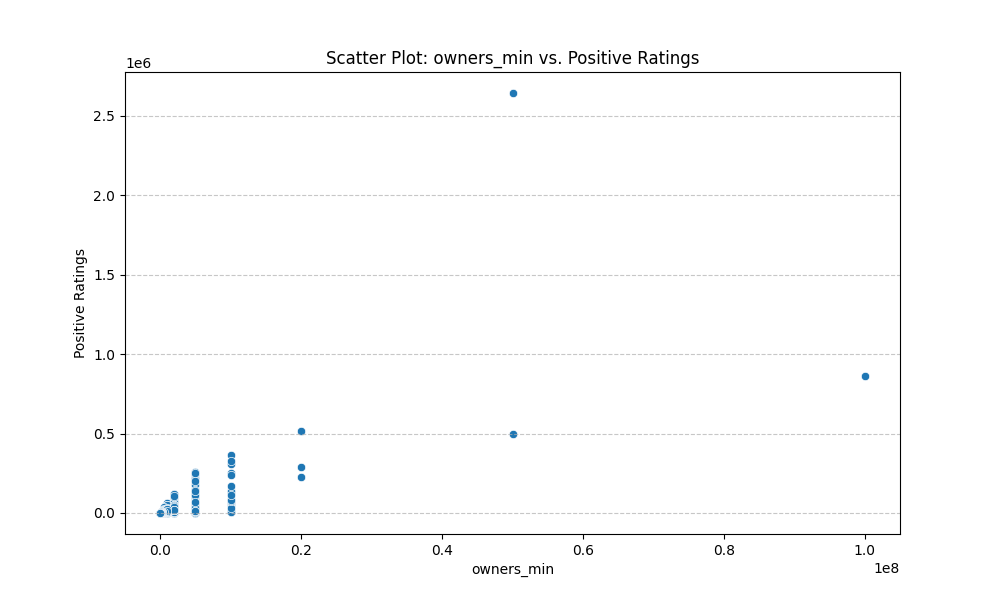 Scatter Plot: owners_min vs. Positive Ratings
1e6
2.5
2.0
1.5
1.0
0.5
0.0
Positive Ratings
0.0 0.2 0.4 0.6 0.8 1.0
1e8
owners_min